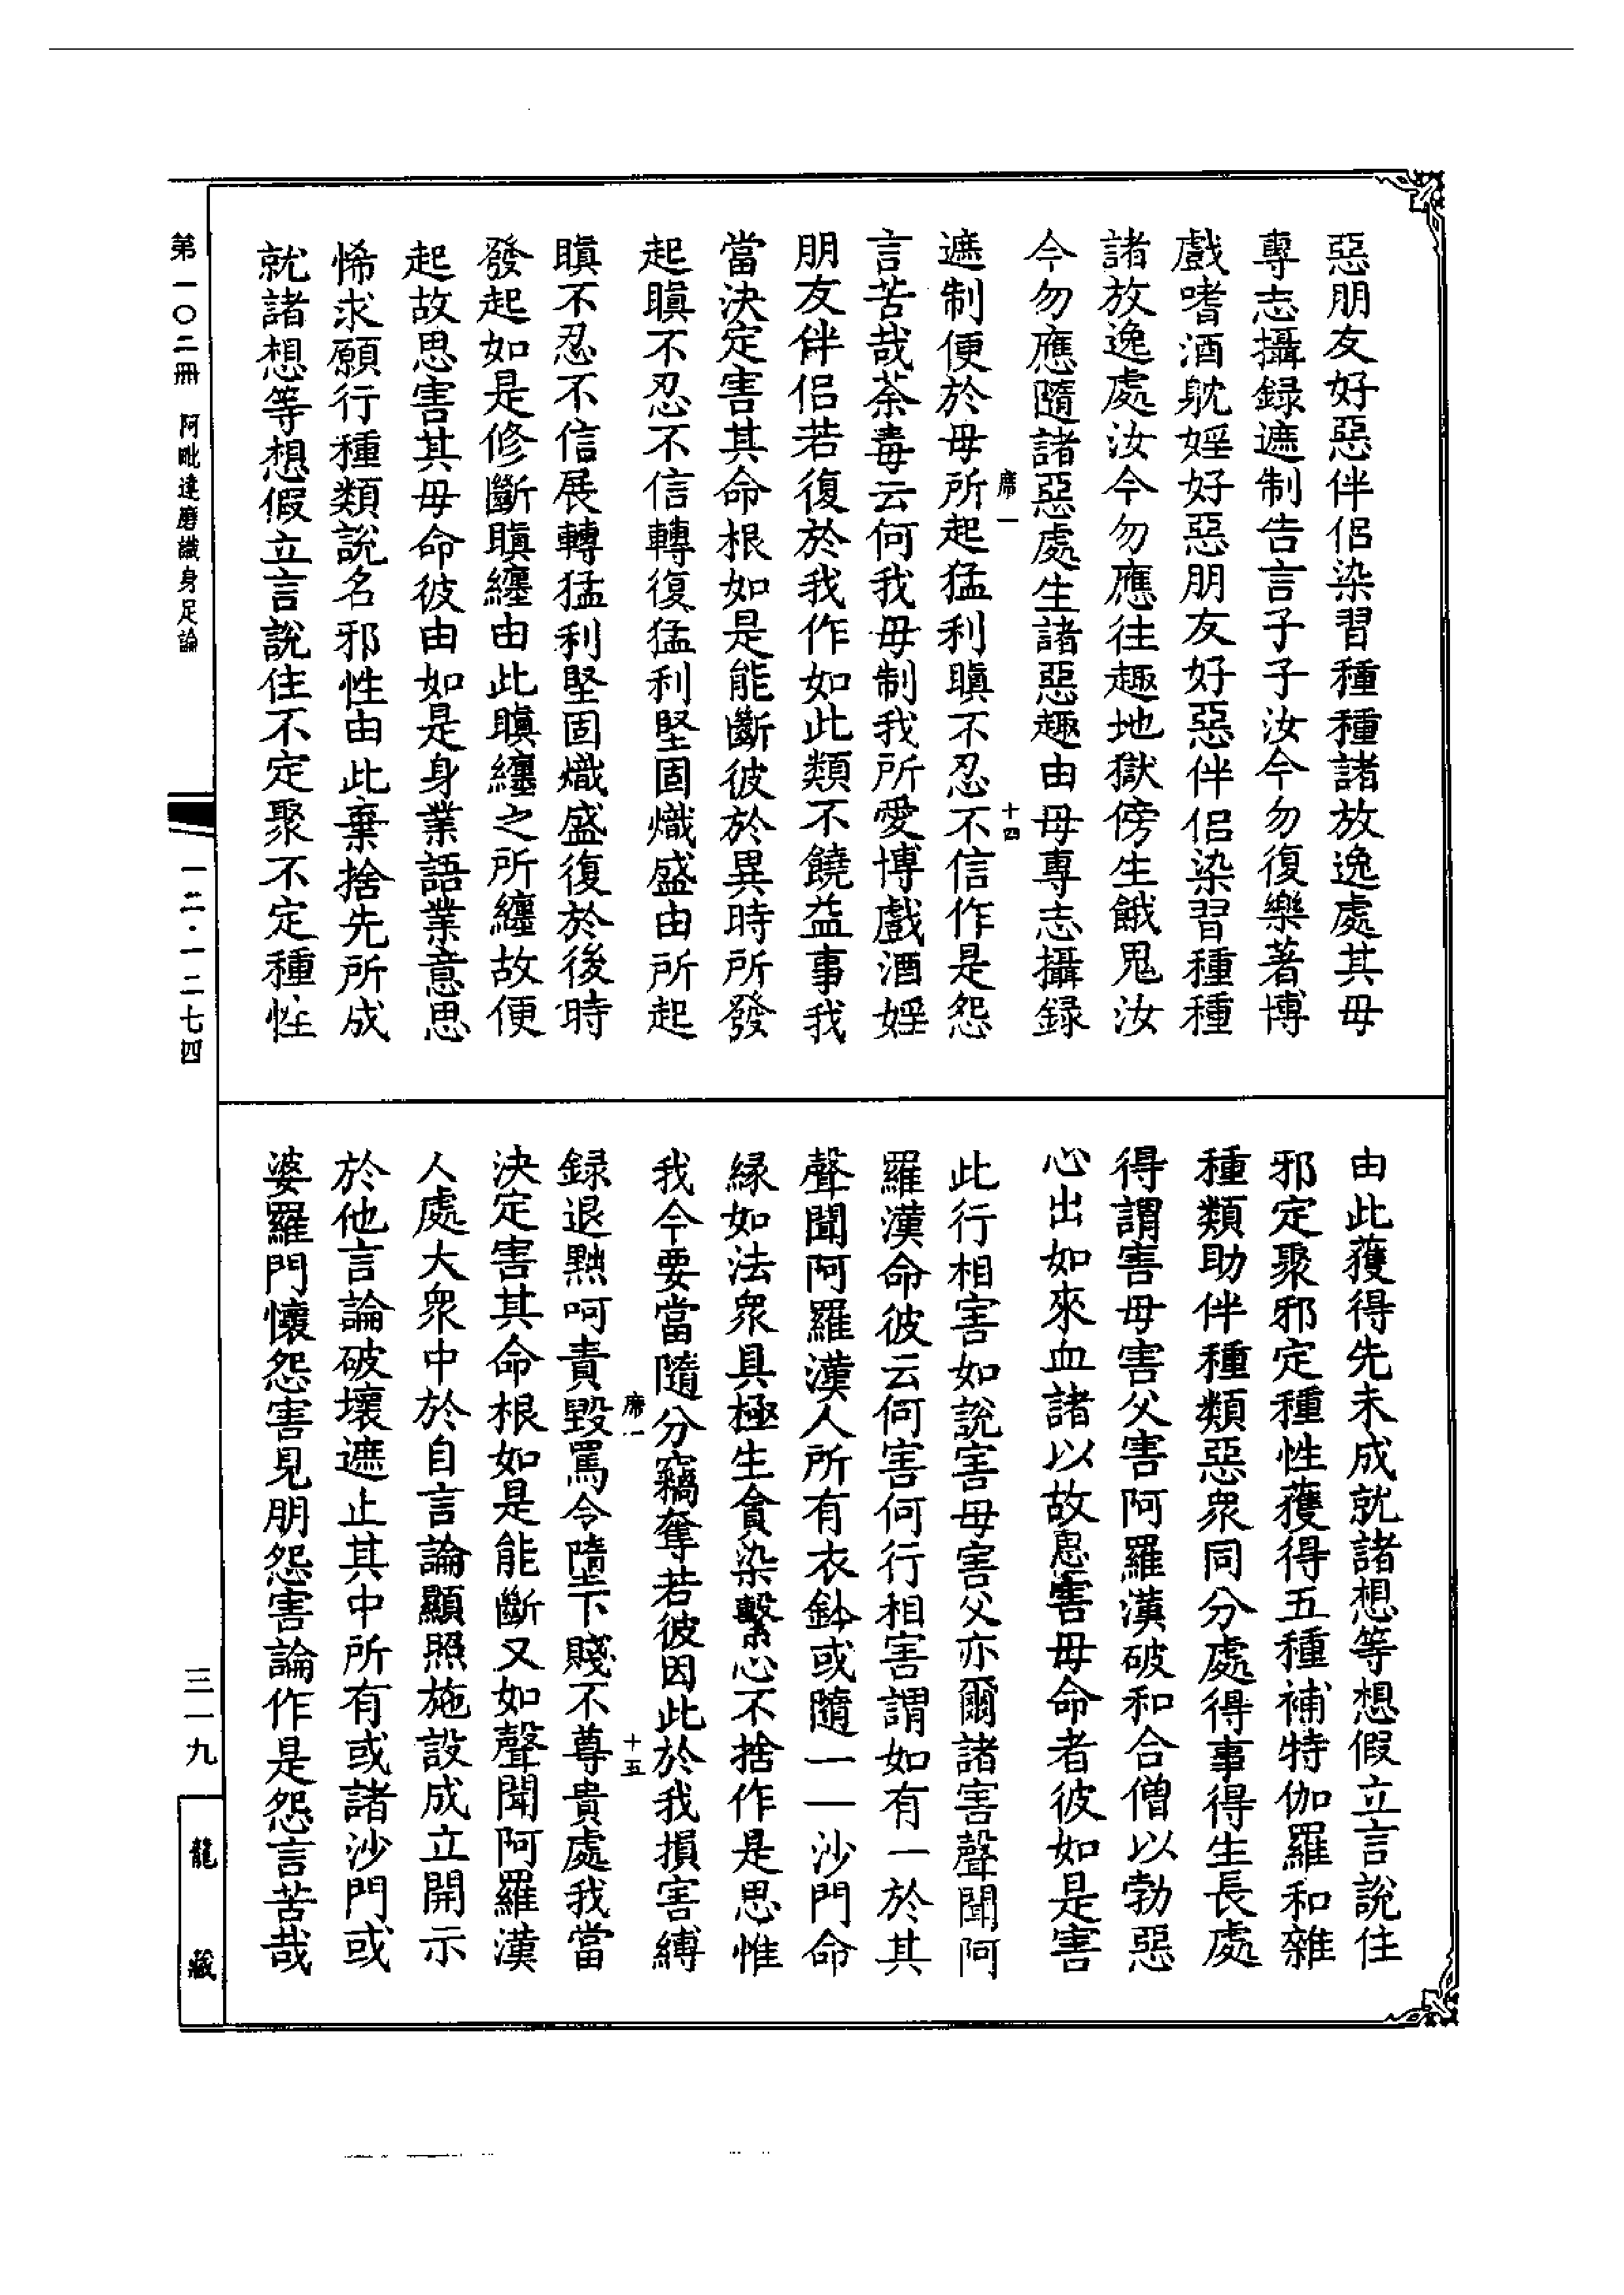 惡朋友好惡伴侣染習種種諸放逸處其毋
專志攝録遮制告言子子汝今勿復樂著博
戲嗜酒躭婬好惡朋友好惡伴侣染習種種
諸放逸處汝今勿應往趣地獄傍生餓鬼汝
今勿應隨諸惡處生諸惡趣由毋專志攝録
席一
十四
遮制便於毋所起猛利瞋不忍不信作是怨
言苦哉荼毒云何我毋制我所愛博戲酒婬
朋友伴侣若復於我作如此類不饒益事我
當決定害其命根如是能斷彼於異時所發
起瞋不忍不信轉復猛利堅固熾盛由所起
瞋不忍不信展轉猛利堅固熾盛復於後時
發起如是修斷瞋纏由此瞋纏之所纏故便
起故思害其毋命彼由如是身業語業意思
悕求願行種類説名邪性由此棄捨先所成
就諸想等想假立言説住不定聚不定種性
由此獲得先未成就諸想等想假立言説住
邪定聚邪定種性獲得五種補特伽羅和雜
種類助伴種類惡衆同分處得事得生長處
得謂害毋害父害阿羅漢破和合僧以勃惡
心出如來血諸以故思害毋命者彼如是害
此行相害如説害毋害父亦爾諸害聲聞阿
羅漢命彼云何害何行相害謂如有一於其
聲聞阿羅漢人所有衣鉢或隨一一沙門命
縁如法衆具極生貪染繫心不捨作是思惟
我今要當隨分竊奪若彼因此於我損害縛
席一
十五
録退黙呵責毀罵令墮下賤不尊貴處我當
決定害其命根如是能斷又如聲聞阿羅漢
人處大衆中於自言論顯照施設成立開示
於他言論破壞遮止其中所有或諸沙門或
婆羅門懷怨害見朋怨害論作是怨言苦哉
第一〇二冊 阿毗達磨識身足論
一二·一二七四
三一九
龍藏